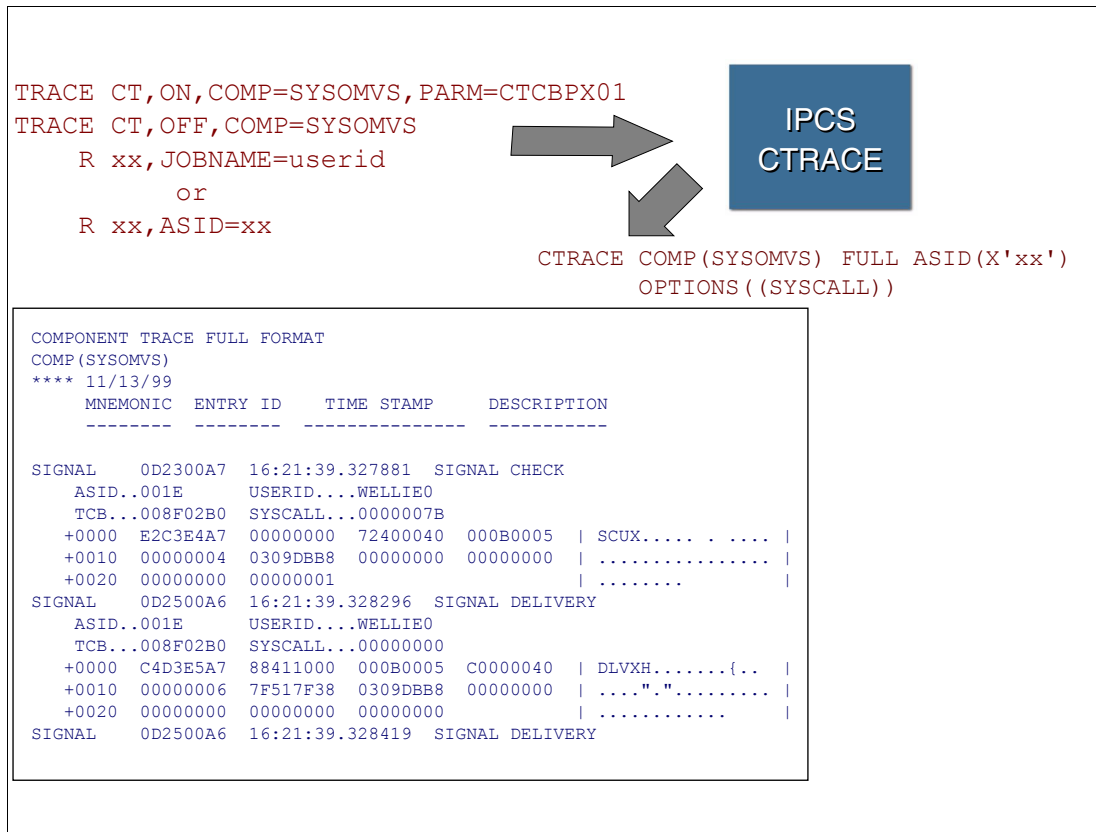 TRACE CT,ON,COMP=SYSOMVS,PARM=CTCBPX01
TRACE CT,OFF,COMP=SYSOMVS
R xx,JOBNAME=userid
or
R xx,ASID=xx
IPCS
CTRACE
CTRACE COMP(SYSOMVS) FULL ASID(X'xx')
OPTIONS((SYSCALL))
COMPONENT TRACE FULL FORMAT
COMP(SYSOMVS)
**** 11/13/99
MNEMONIC  ENTRY ID    TIME STAMP     DESCRIPTION
--------  --------  ---------------  -----------
SIGNAL    0D2300A7  16:21:39.327881  SIGNAL CHECK
ASID..001E      USERID....WELLIE0
TCB...008F02B0  SYSCALL...0000007B
+0000  E2C3E4A7  00000000  72400040  000B0005  | SCUX..... . .... |
+0010  00000004  0309DBB8  00000000  00000000  | ................ |
+0020  00000000  00000001                      | ........         |
SIGNAL    0D2500A6  16:21:39.328296  SIGNAL DELIVERY
ASID..001E      USERID....WELLIE0
TCB...008F02B0  SYSCALL...00000000
+0000  C4D3E5A7  88411000  000B0005  C0000040  | DLVXH.......{..  |
+0010  00000006  7F517F38  0309DBB8  00000000  | ...."."......... |
+0020  00000000  00000000  00000000            | ............     |
SIGNAL    0D2500A6  16:21:39.328419  SIGNAL DELIVERY